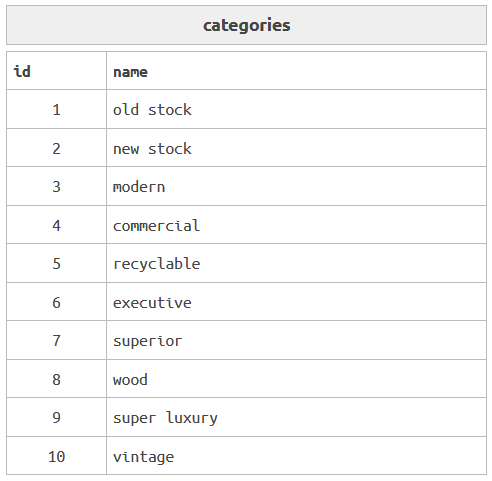 categories
id name
1 old stock
2 new stock
3 modern
4 commercial
5 recyclable
6 executive
7 superior
8 wood
9 super luxury
10 vintage